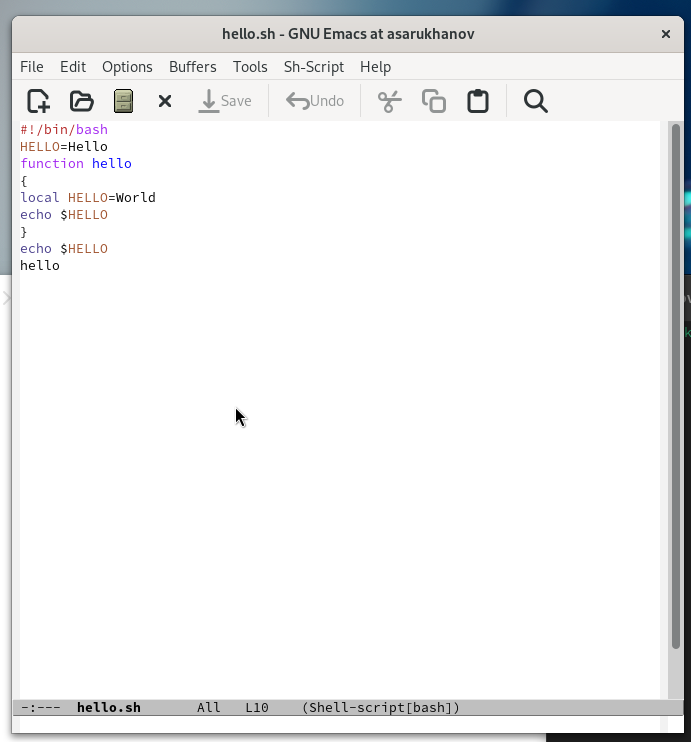 hello.sh - GNU Emacs at asarukhanov
File Edit Options Buffers Tools Sh-Script Help
Save Undo
#!/bin/bash
HELLO=Hello
function hello
{
local HELLO=World
echo $HELLO
}
echo $HELLO
hello
-:--- hello.sh All L10 (Shell-script[bash])